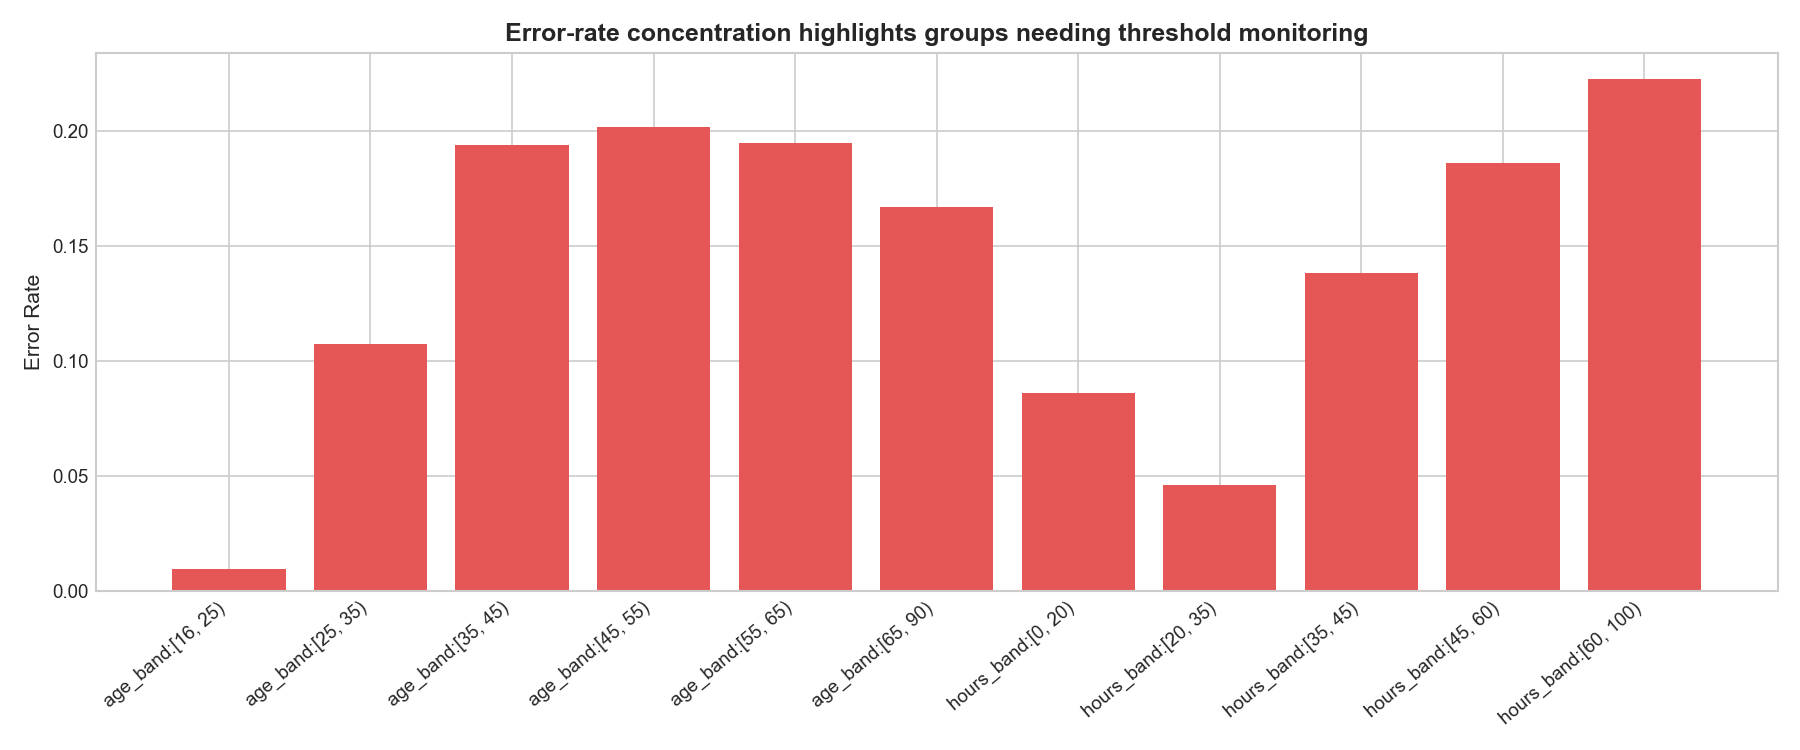 Error-rate concentration highlights groups needing threshold monitoring
Error Rate
0.20
0.15
0.10
0.05
0.00
age_band:[16, 25)
age_band:[25, 35)
age_band:[35, 45)
age_band:[45, 55)
age_band:[55, 65)
age_band:[65, 90)
hours_band:[0, 20)
hours_band:[20, 35)
hours_band:[35, 45)
hours_band:[45, 60)
hours_band:[60, 100)